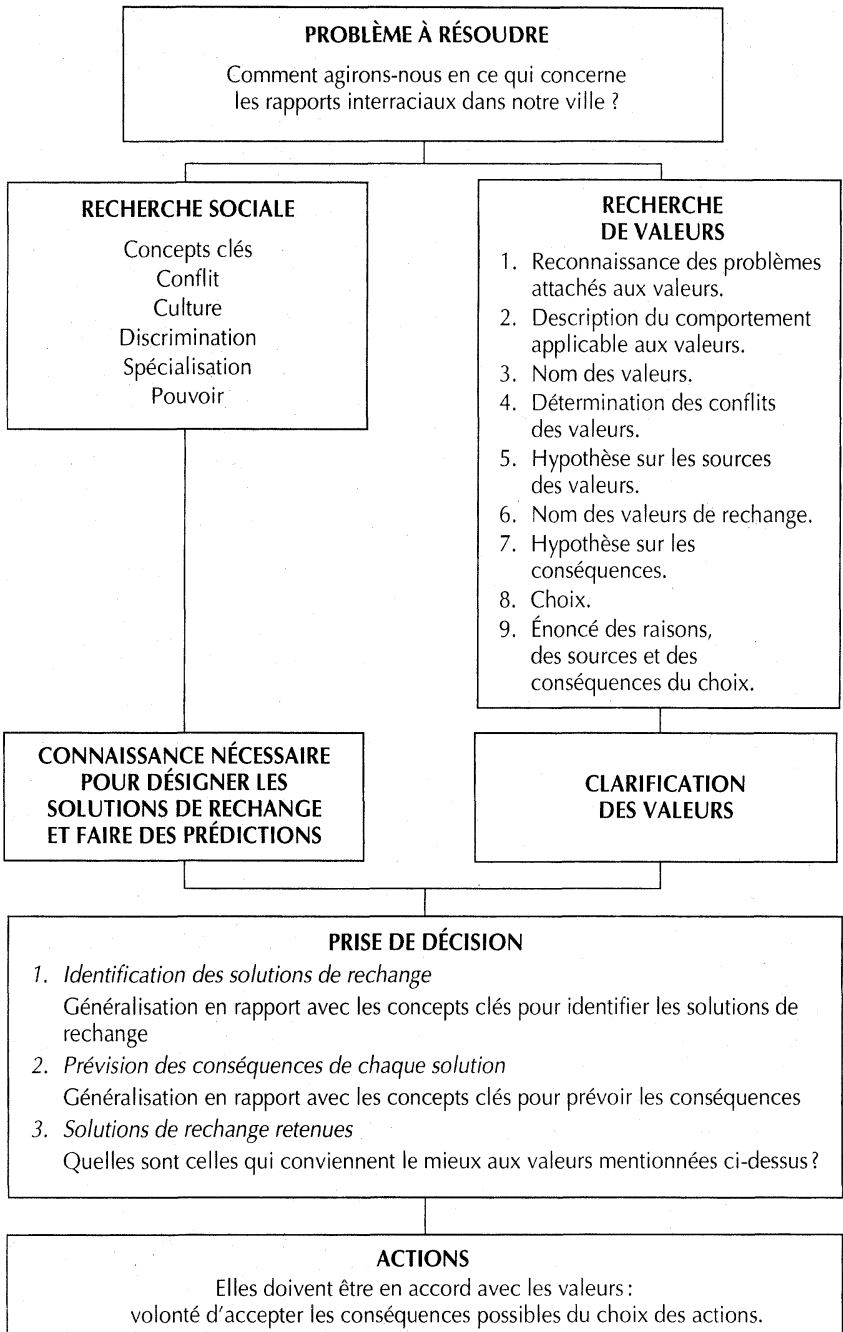 PROBLÈME À RÉSOUDRE
Comment agirons-nous en ce qui concerne
les rapports interraciaux dans notre ville ?
RECHERCHE SOCIALE
Concepts clés
Conflit
Culture
Discrimination
Spécialisation
Pouvoir
RECHERCHE
DE VALEURS
1. Reconnaissance des problèmes
attachés aux valeurs.
2. Description du comportement
applicable aux valeurs.
3. Nom des valeurs.
4. Détermination des conflits
des valeurs.
5. Hypothèse sur les sources
des valeurs.
6. Nom des valeurs de rechange.
7. Hypothèse sur les
conséquences.
8. Choix.
9. Énoncé des raisons,
des sources et des
conséquences du choix.
CONNAISSANCE NÉCESSAIRE
POUR DÉSIGNER LES
SOLUTIONS DE RECHANGE
ET FAIRE DES PRÉDICTIONS
CLARIFICATION
DES VALEURS
PRISE DE DÉCISION
1. Identification des solutions de rechange
Généralisation en rapport avec les concepts clés pour identifier les solutions de
rechange
2. Prévision des conséquences de chaque solution
Généralisation en rapport avec les concepts clés pour prévoir les conséquences
3. Solutions de rechange retenues
Quelles sont celles qui conviennent le mieux aux valeurs mentionnées ci-dessus ?
ACTIONS
Elles doivent être en accord avec les valeurs :
volonté d'accepter les conséquences possibles du choix des actions.